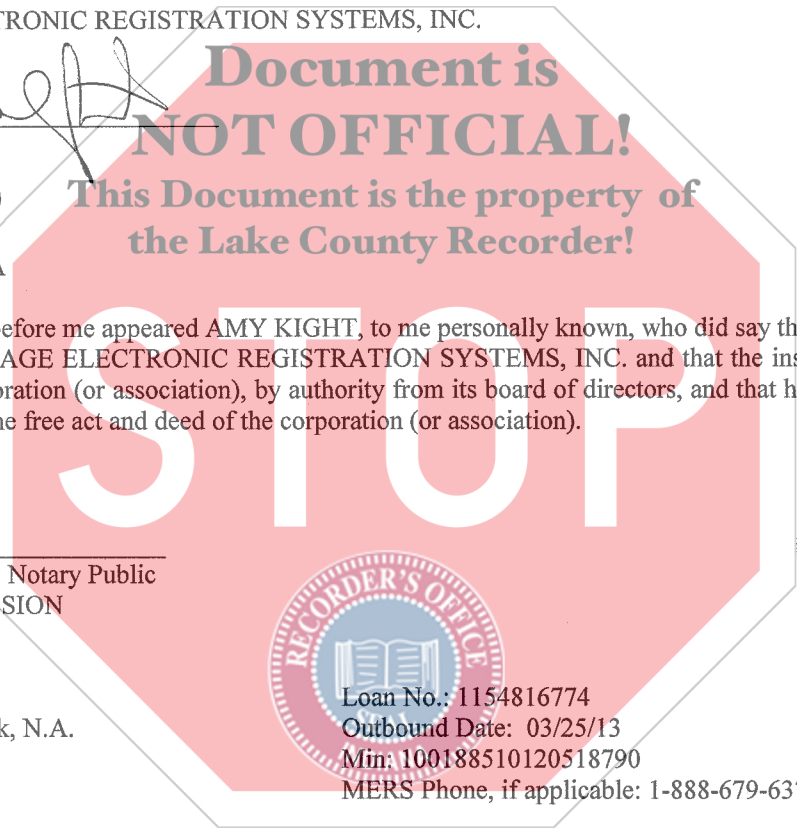 TRONIC REGISTRATION SYSTEMS, INC.
Document is
NOT OFFICIAL!
This Document is the property of
the Lake County Recorder!
STOP
efore me appeared AMY KIGHT, to me personally known, who did say th
AGE ELECTRONIC REGISTRATION SYSTEMS, INC. and that the ins
oration (or association), by authority from its board of directors, and that h
ne free act and deed of the corporation (or association).
Notary Public
SION
RECORDER'S OFFICE
SEAL
k, N.A.
Loan No.: 1154816774
Outbound Date: 03/25/13
Min: 100188510120518790
MERS Phone, if applicable: 1-888-679-637